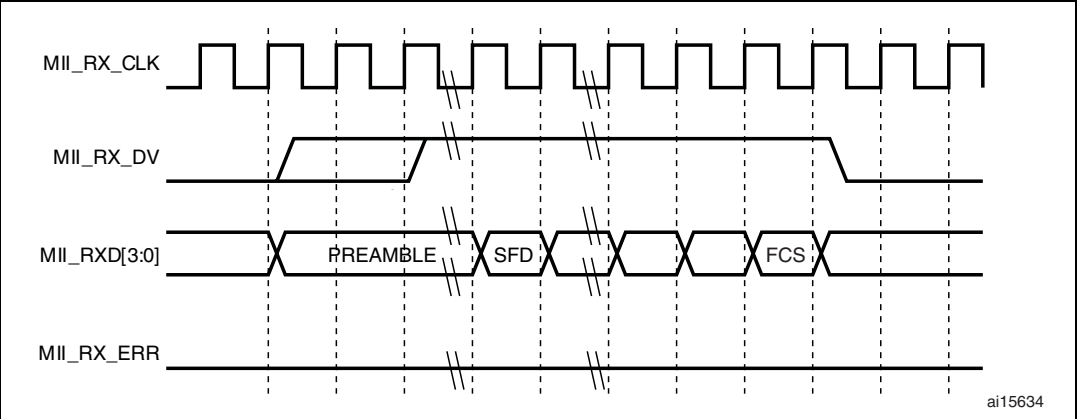 MII_RX_CLK
MII_RX_DV
MII_RXD[3:0]
PREAMBLE
SFD
FCS
MII_RX_ERR
ai15634